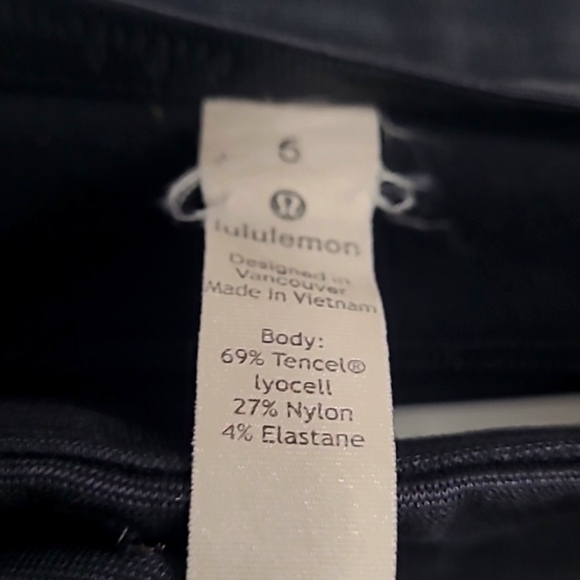 6
lululemon
Designed in
Vancouver
Made in Vietnam
Body:
69% Tencel®
lyocell
27% Nylon
4% Elastane